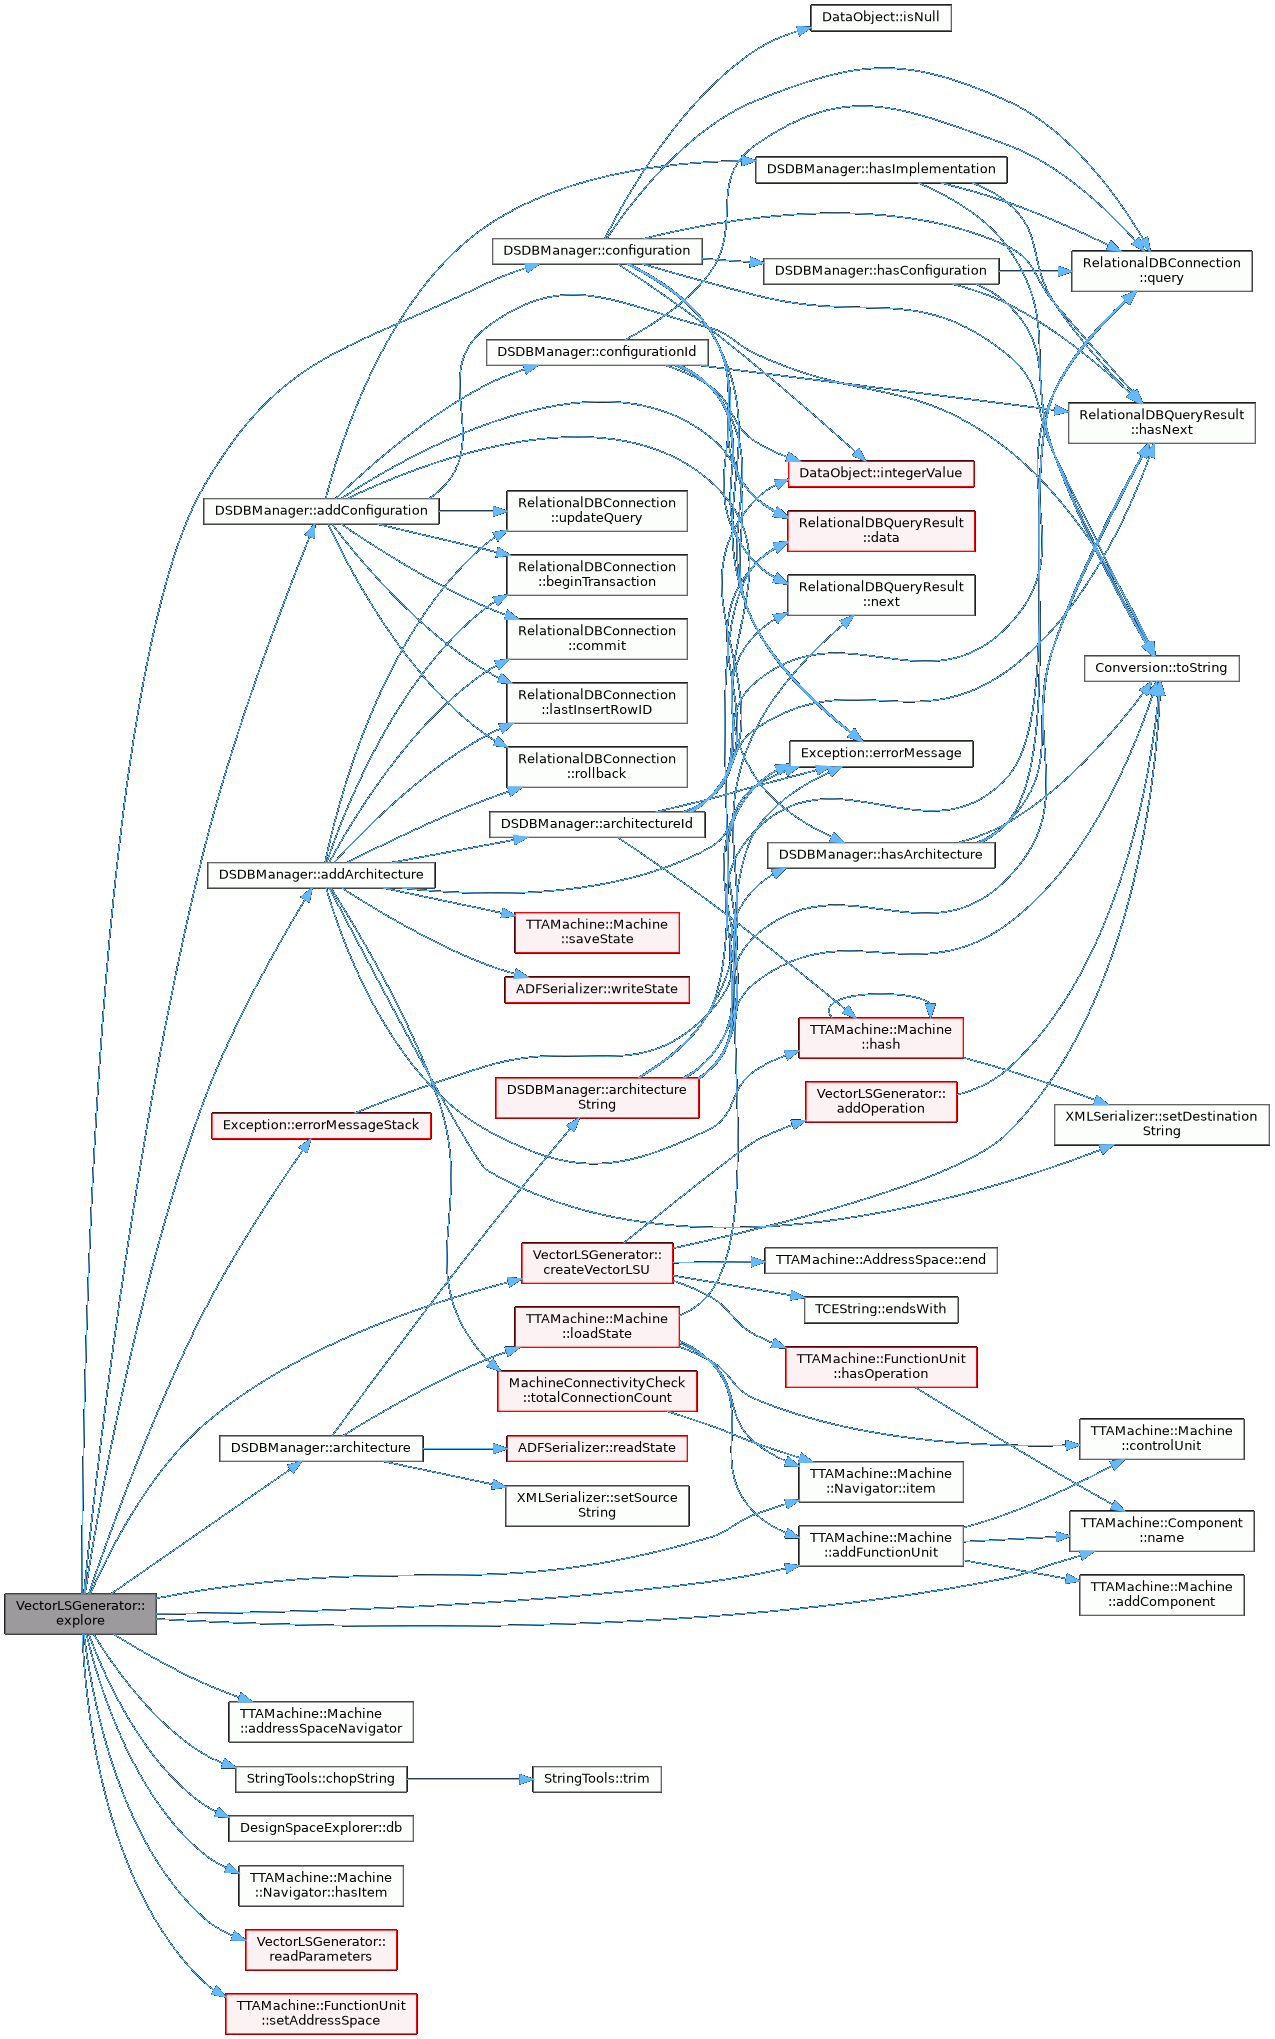 DataObject::isNull
DSDBManager::hasImplementation
DSDBManager::configuration
DSDBManager::hasConfiguration
RelationalDBConnection
::query
DSDBManager::configurationId
RelationalDBQueryResult
::hasNext
DataObject::integerValue
DSDBManager::addConfiguration
RelationalDBConnection
::updateQuery
RelationalDBQueryResult
::data
RelationalDBConnection
::beginTransaction
RelationalDBQueryResult
::next
RelationalDBConnection
::commit
Conversion::toString
RelationalDBConnection
::lastInsertRowID
RelationalDBConnection
::rollback
Exception::errorMessage
DSDBManager::architectureId
DSDBManager::hasArchitecture
DSDBManager::addArchitecture
TTAMachine::Machine
::saveState
ADFSerializer::writeState
TTAMachine::Machine
::hash
DSDBManager::architecture
String
VectorLSGenerator::
addOperation
Exception::errorMessageStack
XMLSerializer::setDestination
String
VectorLSGenerator::
createVectorLSU
TTAMachine::AddressSpace::end
TCEString::endsWith
TTAMachine::Machine
::loadState
TTAMachine::FunctionUnit
::hasOperation
MachineConnectivityCheck
::totalConnectionCount
DSDBManager::architecture
ADFSerializer::readState
TTAMachine::Machine
::controlUnit
TTAMachine::Machine
::Navigator::item
XMLSerializer::setSource
String
TTAMachine::Machine
::addFunctionUnit
TTAMachine::Component
::name
TTAMachine::Machine
::addComponent
VectorLSGenerator::
explore
TTAMachine::Machine
::addressSpaceNavigator
StringTools::chopString
StringTools::trim
DesignSpaceExplorer::db
TTAMachine::Machine
::Navigator::hasItem
VectorLSGenerator::
readParameters
TTAMachine::FunctionUnit
::setAddressSpace